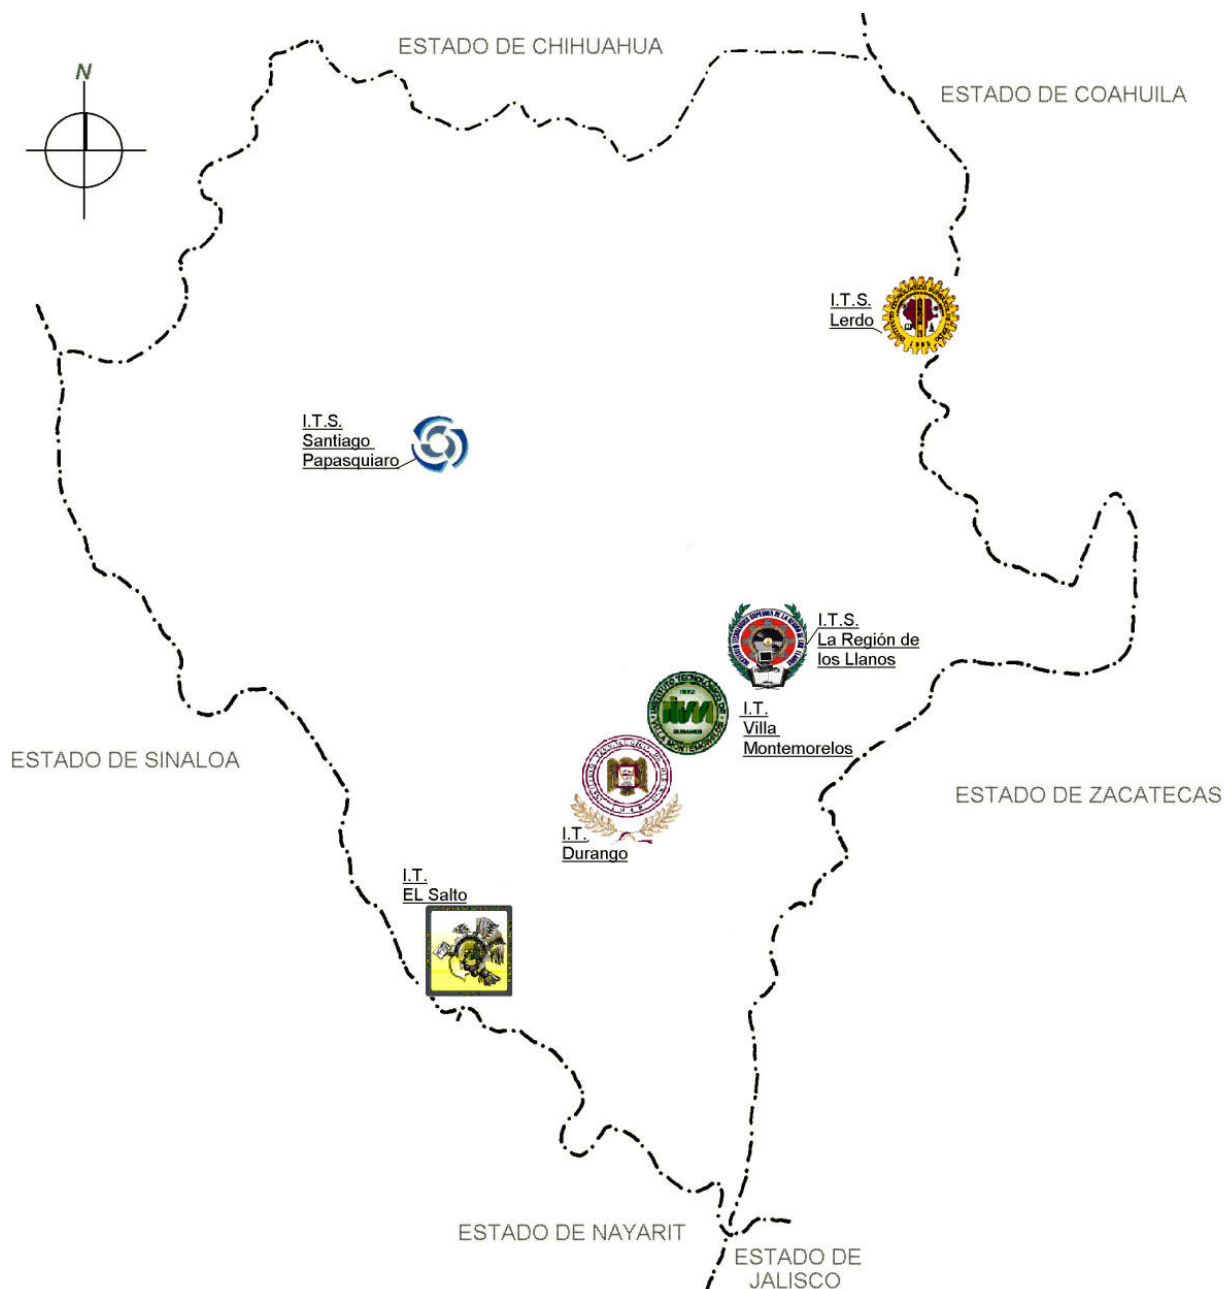 ESTADO DE CHIHUAHUA
N
ESTADO DE COAHUILA
I.T.S.
Lerdo
I.T.S.
Santiago
Papasquiaro
I.T.S.
La Región de
los Llanos
I.T.
Villa
Montemorelos
ESTADO DE SINALOA
ESTADO DE ZACATECAS
I.T.
Durango
I.T.
EL Salto
ESTADO DE NAYARIT
ESTADO DE
JALISCO